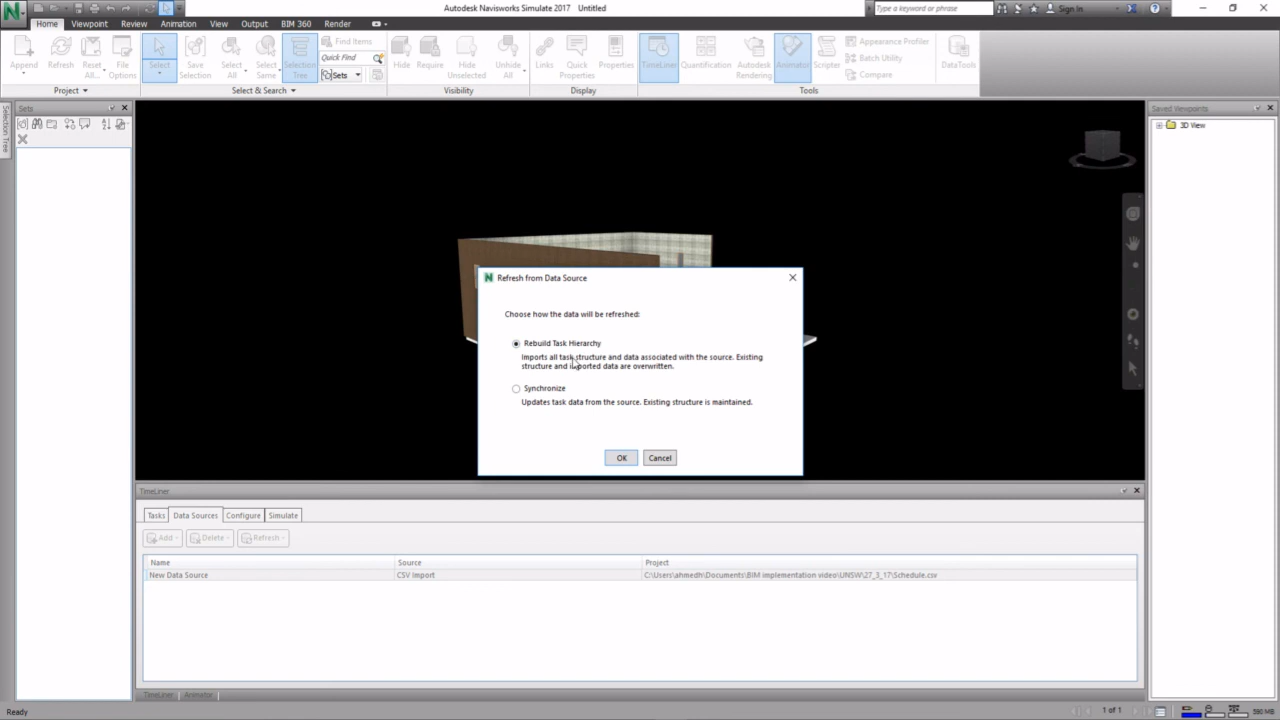 Autodesk Navisworks Simulate 2017 Untitled
Type a keyword or phrase
Sign In
Home Viewpoint Review Animation View Output BIM 360 Render
Append
Refresh
Reset All...
File Options
Project
Select
Save Selection
Select All
Select Same
Selection Tree
Find Items
Quick Find
Sets
Select & Search
Hide
Require
Hide Unselected
Unhide All
Visibility
Links
Quick Properties
Properties
Display
TimeLiner
Quantification
Autodesk Rendering
Animator
Scripter
Appearance Profiler
Batch Utility
Compare
DataTools
Tools
Selection Tree
Sets
Saved Viewpoints
3D View
Refresh from Data Source
Choose how the data will be refreshed:
Rebuild Task Hierarchy
Imports all task structure and data associated with the source. Existing
structure and imported data are overwritten.
Synchronize
Updates task data from the source. Existing structure is maintained.
OK Cancel
TimeLiner
Tasks Data Sources Configure Simulate
Add Delete Refresh
Name Source Project
New Data Source CSV Import C:\Users\ahmedh\Documents\BIM implementation video\UNSW\27_3_17\Schedule.csv
TimeLiner Animator
Ready
1 of 1
590 MB